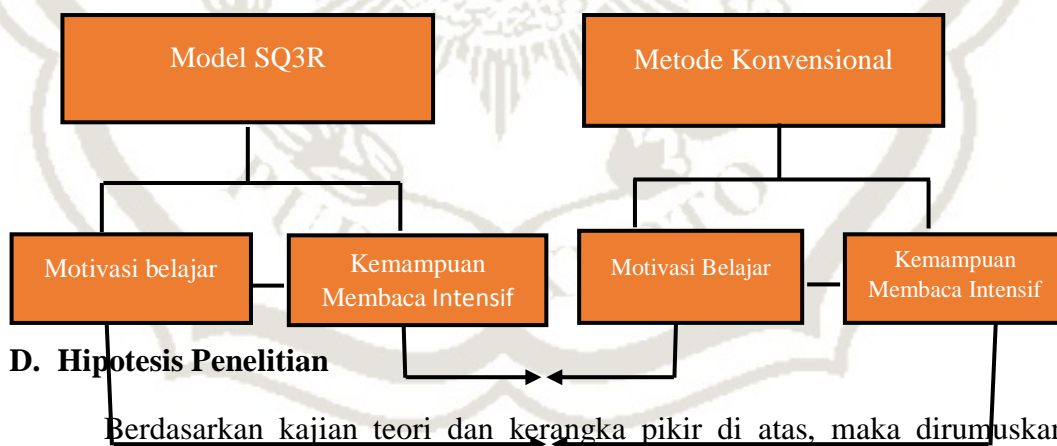 Model SQ3R
Metode Konvensional
Motivasi belajar
Kemampuan
Membaca Intensif
Motivasi Belajar
Kemampuan
Membaca Intensif
D. Hipotesis Penelitian
Berdasarkan kajian teori dan kerangka pikir di atas, maka dirumuskan